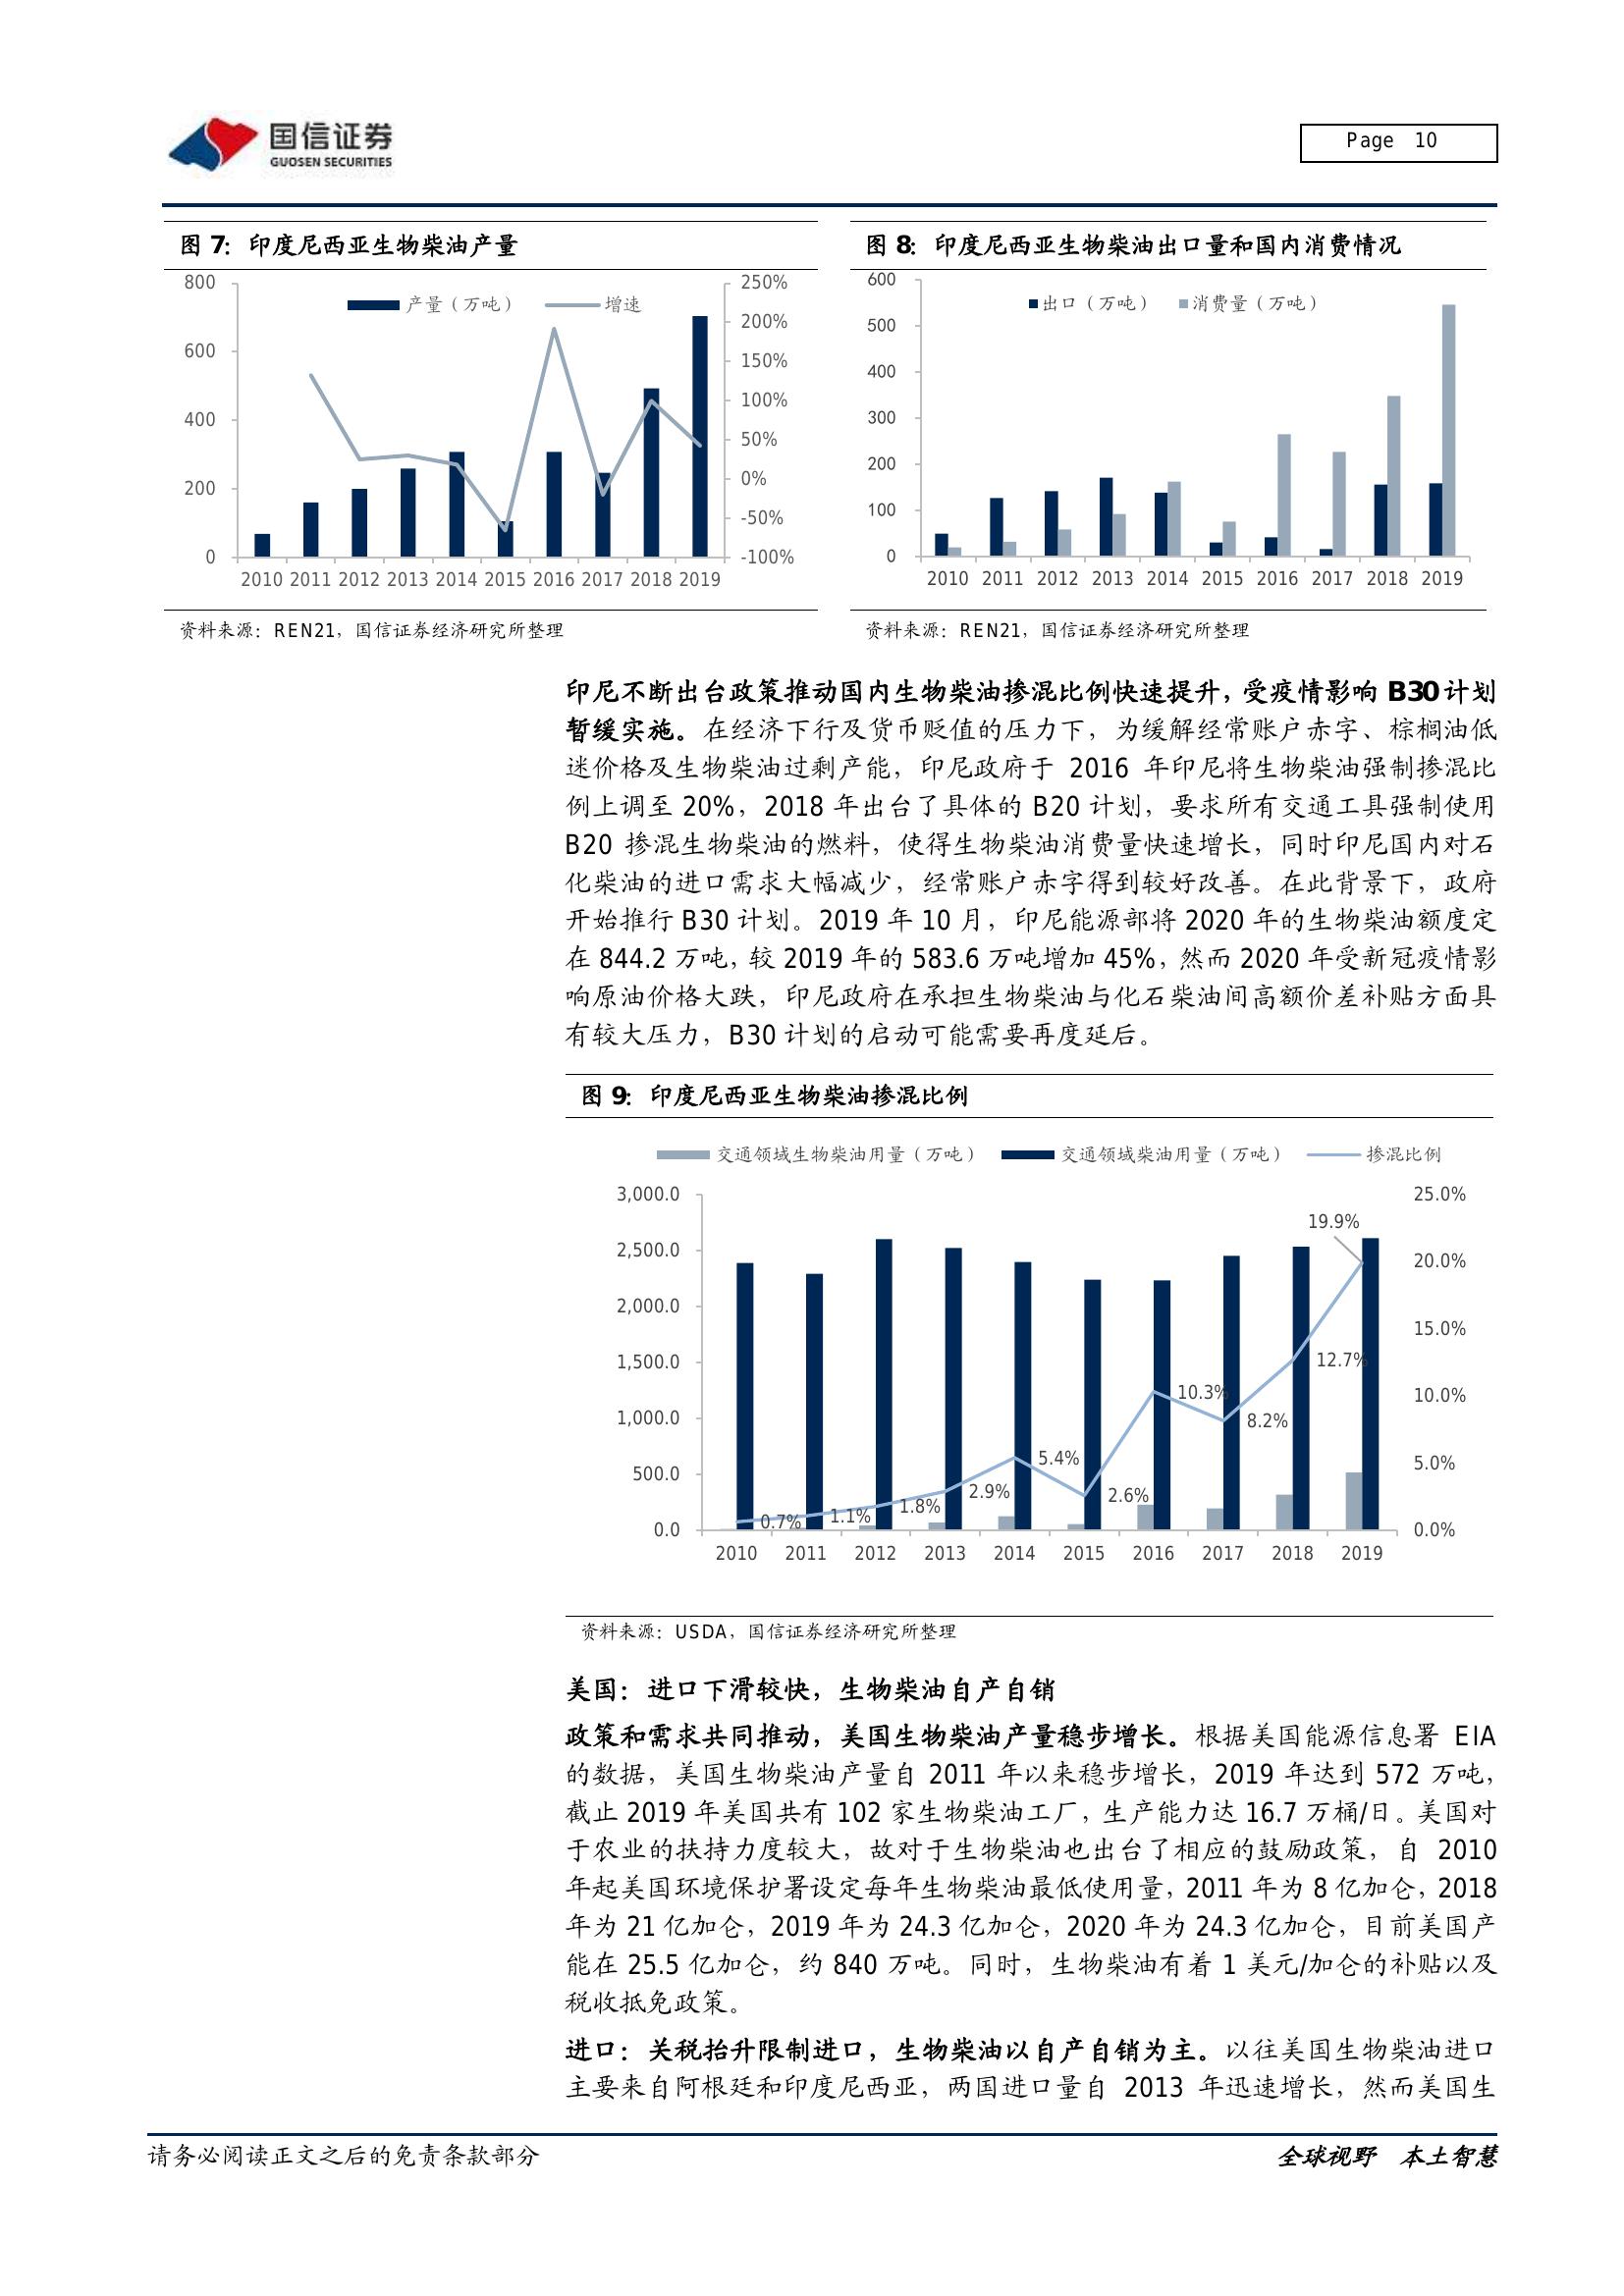 国信证券
GUOSEN SECURITIES
Page 10
图 7：印度尼西亚生物柴油产量
产量（万吨） 增速
800
600
400
200
0
250%
200%
150%
100%
50%
0%
-50%
-100%
2010 2011 2012 2013 2014 2015 2016 2017 2018 2019
资料来源：REN21，国信证券经济研究所整理
图 8：印度尼西亚生物柴油出口量和国内消费情况
出口（万吨） 消费量（万吨）
600
500
400
300
200
100
0
2010 2011 2012 2013 2014 2015 2016 2017 2018 2019
资料来源：REN21，国信证券经济研究所整理
印尼不断出台政策推动国内生物柴油掺混比例快速提升，受疫情影响 B30 计划
暂缓实施。在经济下行及货币贬值的压力下，为缓解经常账户赤字、棕榈油低
迷价格及生物柴油过剩产能，印尼政府于 2016 年印尼将生物柴油强制掺混比
例上调至 20%，2018 年出台了具体的 B20 计划，要求所有交通工具强制使用
B20 掺混生物柴油的燃料，使得生物柴油消费量快速增长，同时印尼国内对石
化柴油的进口需求大幅减少，经常账户赤字得到较好改善。在此背景下，政府
开始推行 B30 计划。2019 年 10 月，印尼能源部将 2020 年的生物柴油额度定
在 844.2 万吨，较 2019 年的 583.6 万吨增加 45%，然而 2020 年受新冠疫情影
响原油价格大跌，印尼政府在承担生物柴油与化石柴油间高额价差补贴方面具
有较大压力，B30 计划的启动可能需要再度延后。
图 9：印度尼西亚生物柴油掺混比例
交通领域生物柴油用量（万吨） 交通领域柴油用量（万吨） 掺混比例
3,000.0
2,500.0
2,000.0
1,500.0
1,000.0
500.0
0.0
0.7%
1.1%
1.8%
2.9%
5.4%
2.6%
10.3%
8.2%
12.7%
19.9%
25.0%
20.0%
15.0%
10.0%
5.0%
0.0%
2010 2011 2012 2013 2014 2015 2016 2017 2018 2019
资料来源：USDA，国信证券经济研究所整理
美国：进口下滑较快，生物柴油自产自销
政策和需求共同推动，美国生物柴油产量稳步增长。根据美国能源信息署 EIA
的数据，美国生物柴油产量自 2011 年以来稳步增长，2019 年达到 572 万吨，
截止 2019 年美国共有 102 家生物柴油工厂，生产能力达 16.7 万桶/日。美国对
于农业的扶持力度较大，故对于生物柴油也出台了相应的鼓励政策，自 2010
年起美国环境保护署设定每年生物柴油最低使用量，2011 年为 8 亿加仑，2018
年为 21 亿加仑，2019 年为 24.3 亿加仑，2020 年为 24.3 亿加仑，目前美国产
能在 25.5 亿加仑，约 840 万吨。同时，生物柴油有着 1 美元/加仑的补贴以及
税收抵免政策。
进口：关税抬升限制进口，生物柴油以自产自销为主。以往美国生物柴油进口
主要来自阿根廷和印度尼西亚，两国进口量自 2013 年迅速增长，然而美国生
请务必阅读正文之后的免责条款部分
全球视野 本土智慧